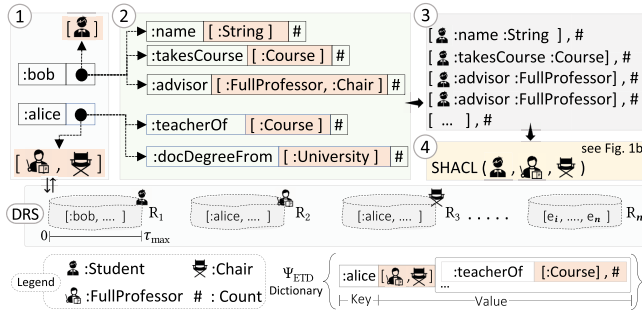 1
[ ]
:bob
:alice
[ , ]
2
:name [ :String] #
:takesCourse [ :Course ] #
:advisor [ :FullProfessor, :Chair] #
:teacherOf [ :Course ] #
:docDegreeFrom [ :University ] #
3
[ :name :String ] , #
[ :takesCourse :Course] , #
[ :advisor :FullProfessor] , #
[ :advisor :FullProfessor] , #
[ ... ] , #
4 see Fig. 1b
SHACL ( , , )
DRS
[:bob, .... ] R1
[:alice, .... ] R2
[:alice, .... ] R3
. . . . .
[ei, ...., en] Rn
0 τmax
Legend
:Student :Chair
:FullProfessor # : Count
ΨETD
Dictionary
:alice [ , ] :teacherOf [:Course] , #
...
Key Value